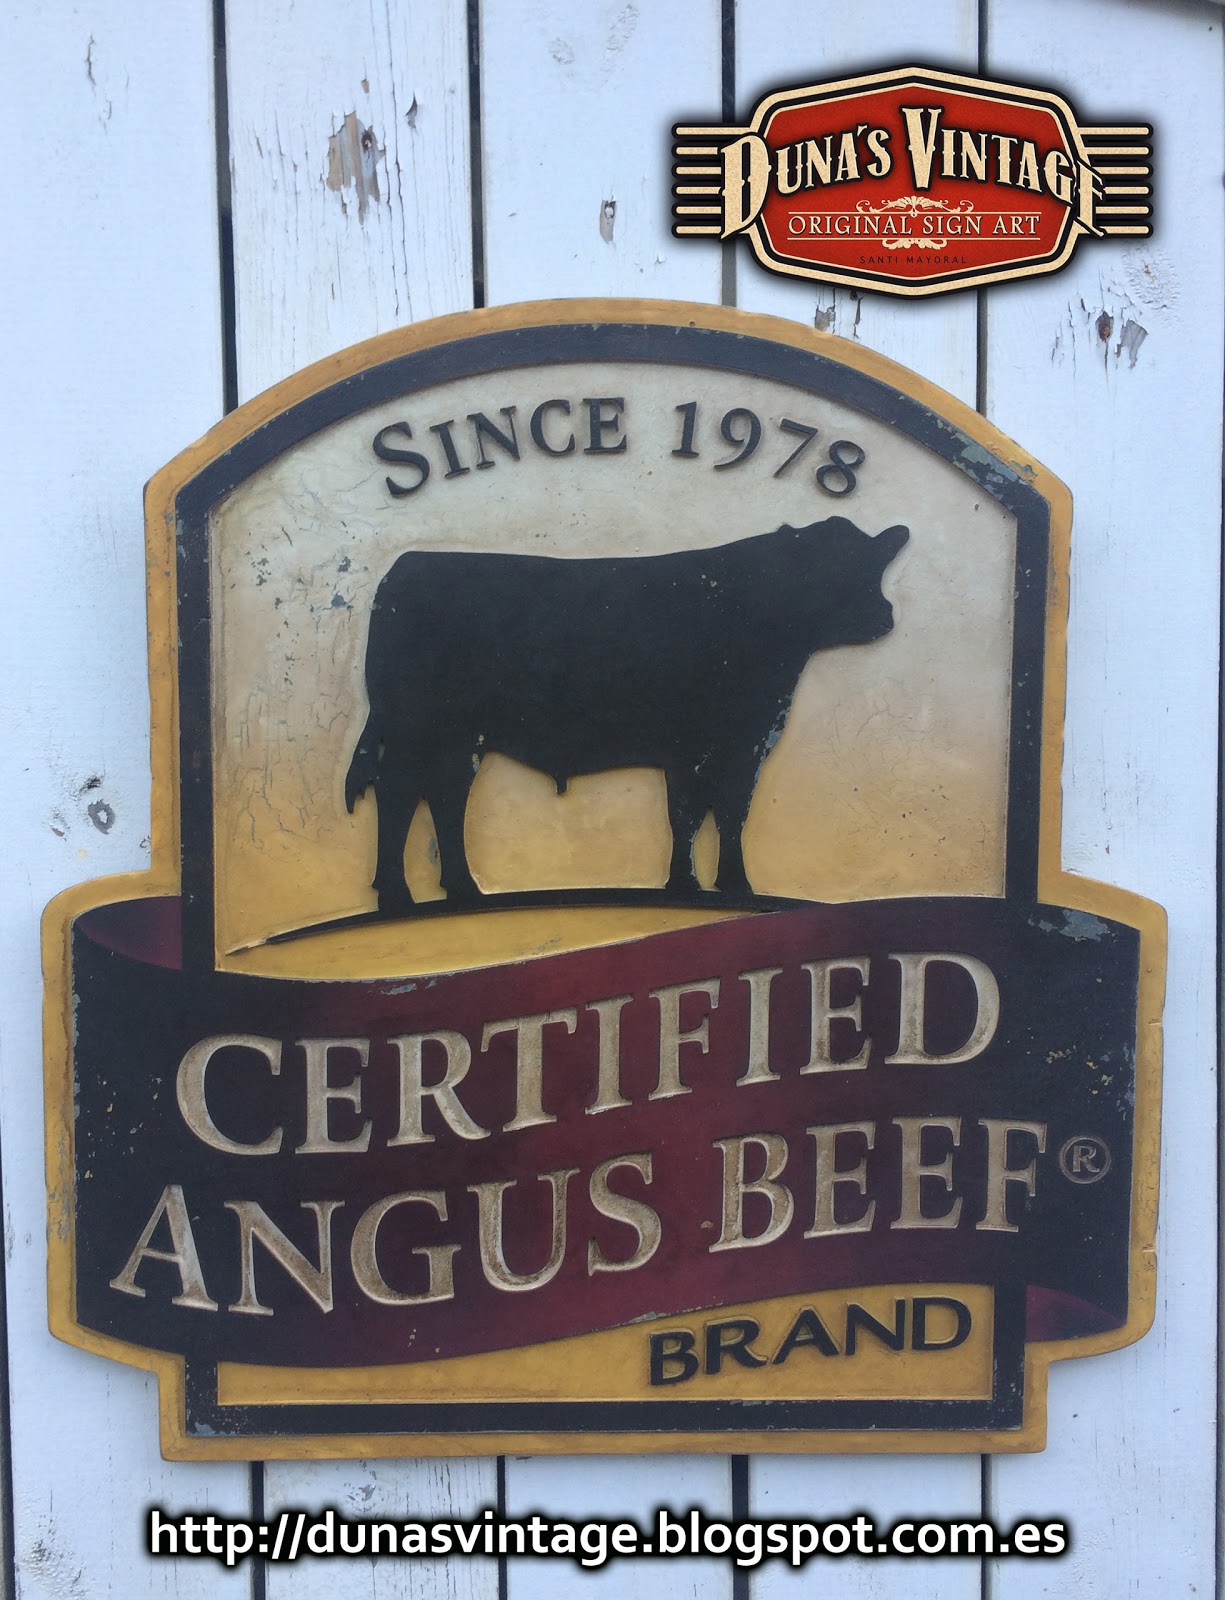 DUNA'S VINTAGE
ORIGINAL SIGN ART
SANTI MAYORAL
SINCE 1978
CERTIFIED
ANGUS BEEF®
BRAND
http://dunasvintage.blogspot.com.es